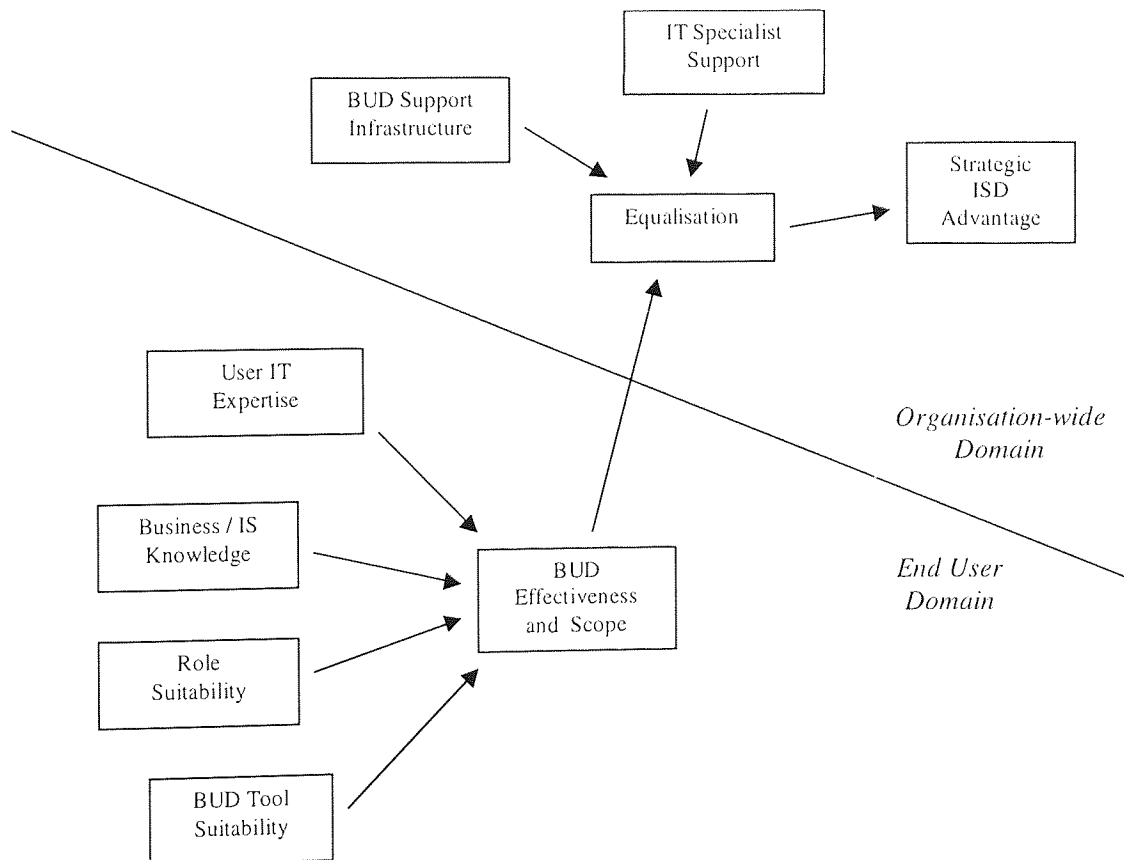 IT Specialist
Support
BUD Support
Infrastructure
Strategic
ISD
Advantage
Equalisation
User IT
Expertise
Organisation-wide
Domain
Business / IS
Knowledge
BUD
Effectiveness
and Scope
End User
Domain
Role
Suitability
BUD Tool
Suitability